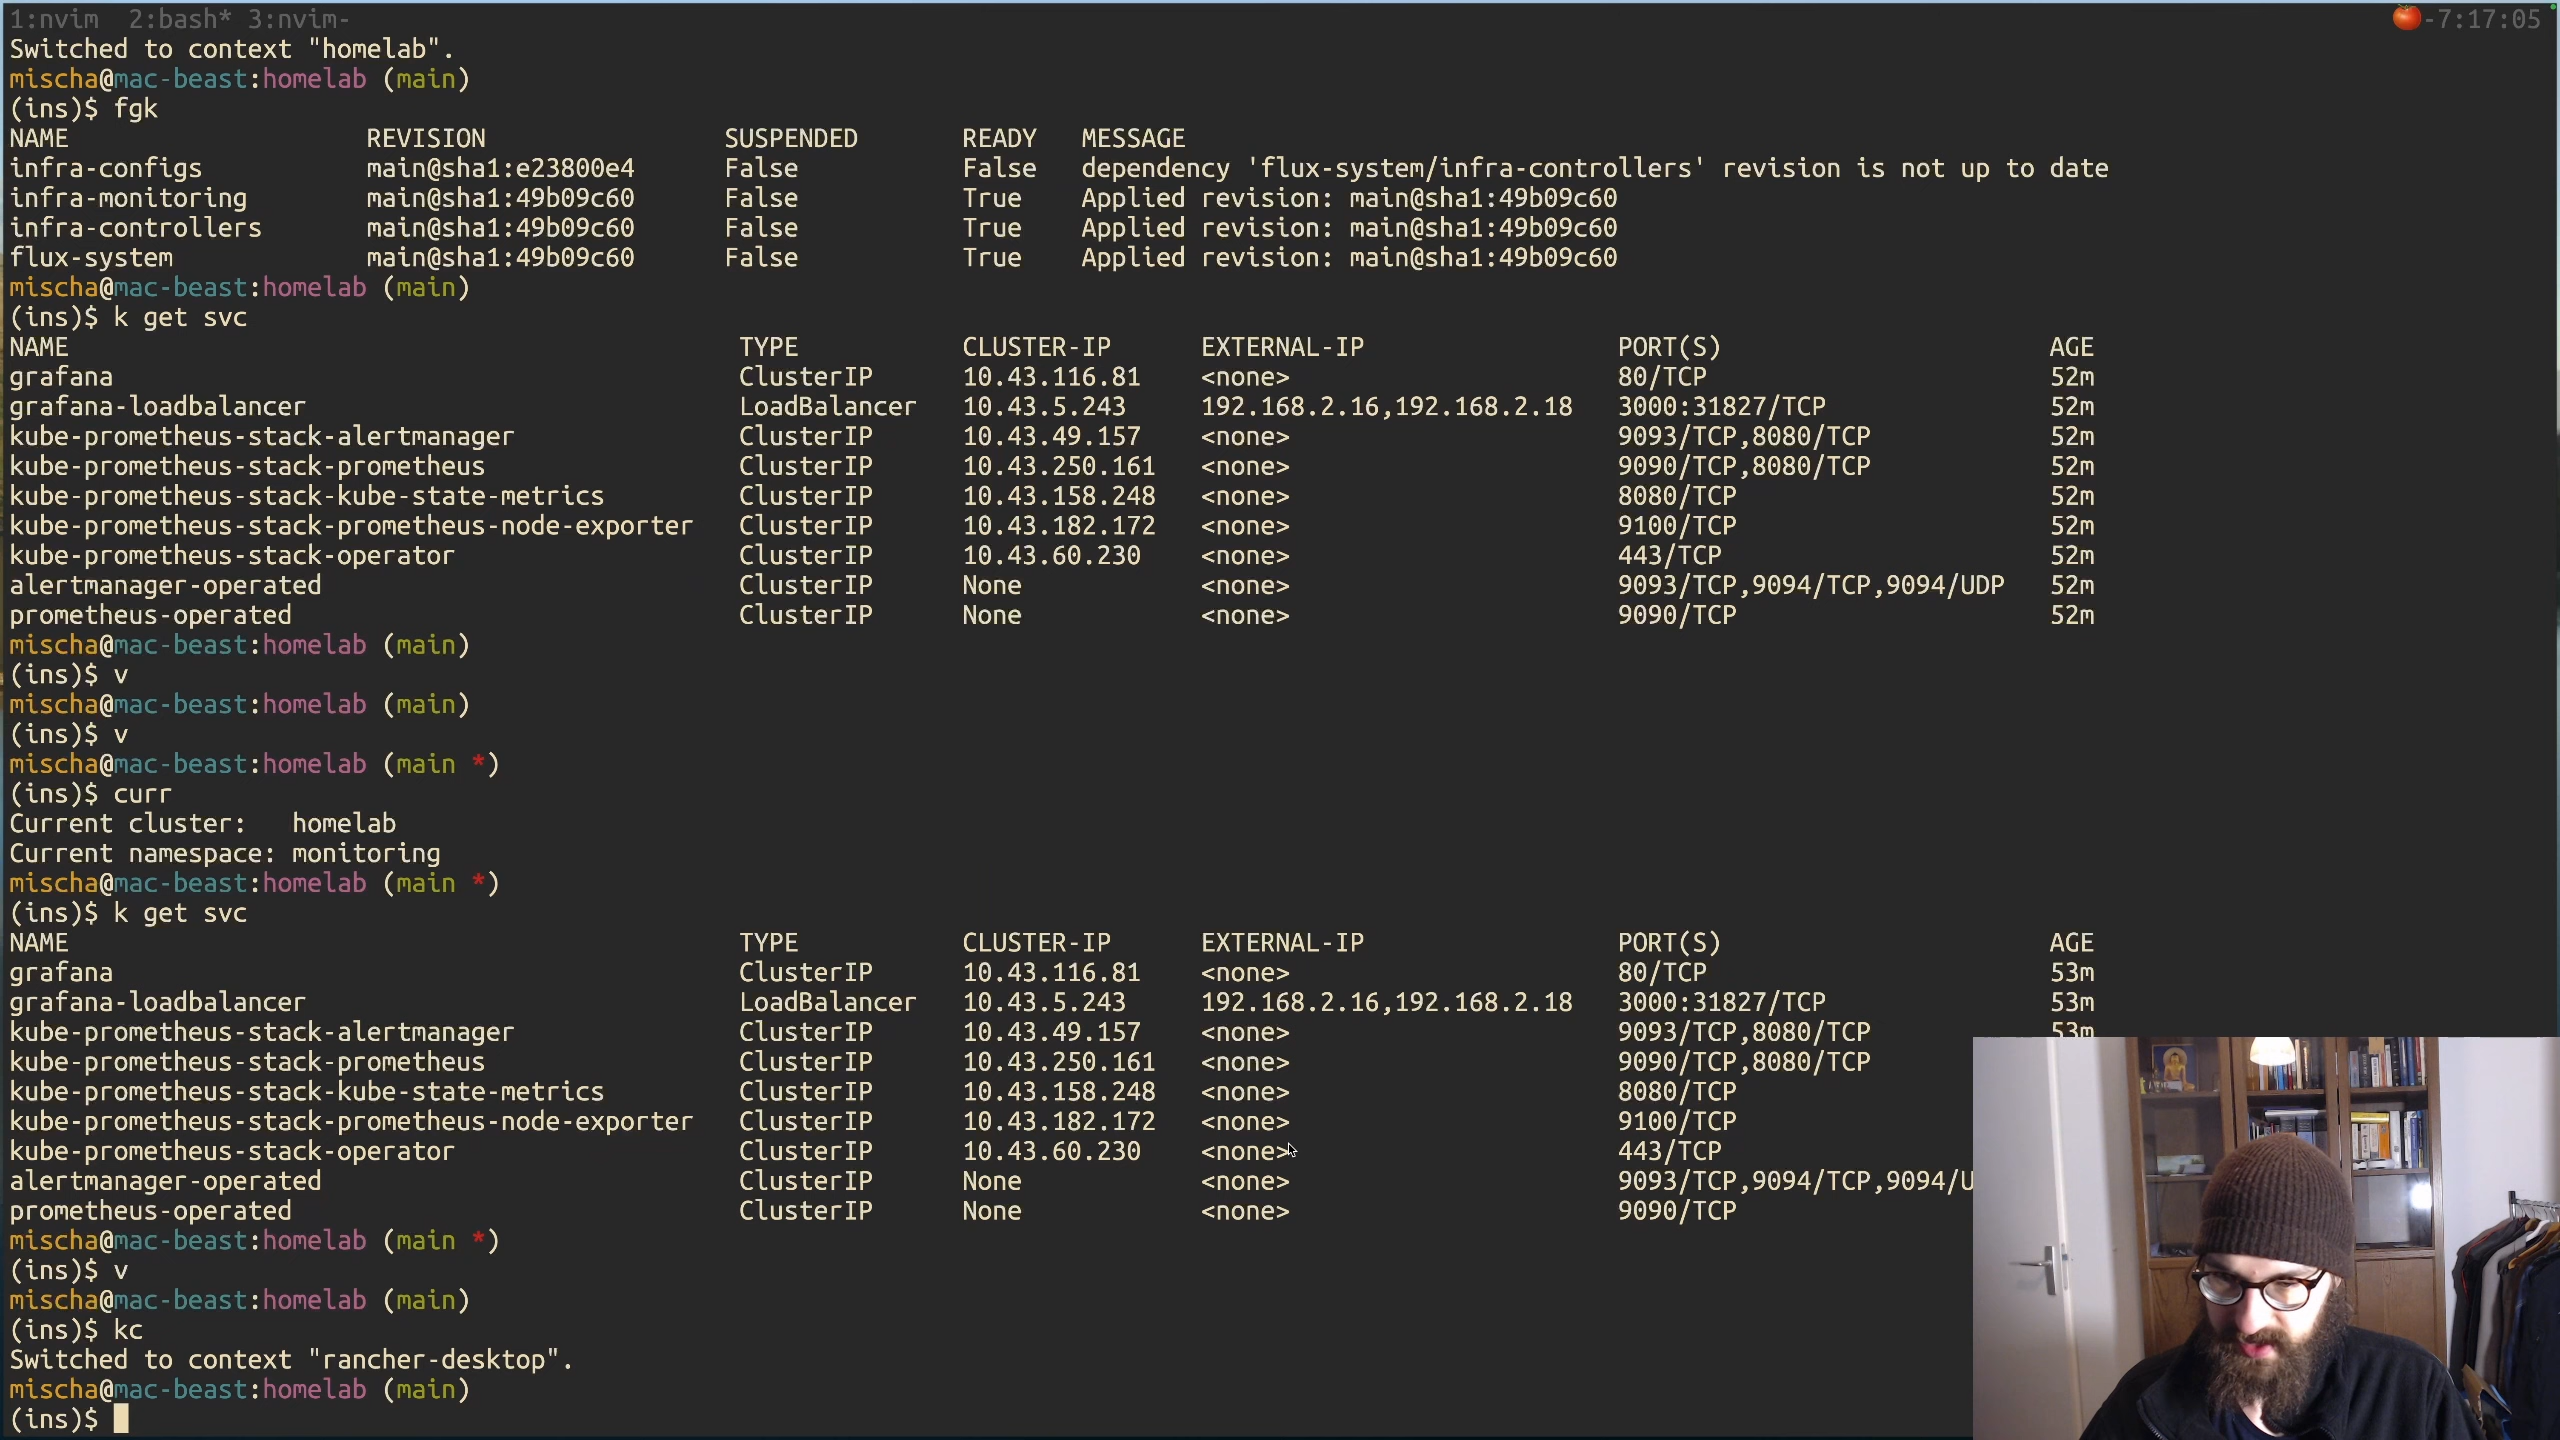 1:nvim  2:bash* 3:nvim-
-7:17:05
Switched to context "homelab".
mischa@mac-beast:homelab (main)
(ins)$ fgk
NAME REVISION SUSPENDED READY MESSAGE
infra-configs main@sha1:e23800e4 False False dependency 'flux-system/infra-controllers' revision is not up to date
infra-monitoring main@sha1:49b09c60 False True Applied revision: main@sha1:49b09c60
infra-controllers main@sha1:49b09c60 False True Applied revision: main@sha1:49b09c60
flux-system main@sha1:49b09c60 False True Applied revision: main@sha1:49b09c60
mischa@mac-beast:homelab (main)
(ins)$ k get svc
NAME TYPE CLUSTER-IP EXTERNAL-IP PORT(S) AGE
grafana ClusterIP 10.43.116.81 <none> 80/TCP 52m
grafana-loadbalancer LoadBalancer 10.43.5.243 192.168.2.16,192.168.2.18 3000:31827/TCP 52m
kube-prometheus-stack-alertmanager ClusterIP 10.43.49.157 <none> 9093/TCP,8080/TCP 52m
kube-prometheus-stack-prometheus ClusterIP 10.43.250.161 <none> 9090/TCP,8080/TCP 52m
kube-prometheus-stack-kube-state-metrics ClusterIP 10.43.158.248 <none> 8080/TCP 52m
kube-prometheus-stack-prometheus-node-exporter ClusterIP 10.43.182.172 <none> 9100/TCP 52m
kube-prometheus-stack-operator ClusterIP 10.43.60.230 <none> 443/TCP 52m
alertmanager-operated ClusterIP None <none> 9093/TCP,9094/TCP,9094/UDP 52m
prometheus-operated ClusterIP None <none> 9090/TCP 52m
mischa@mac-beast:homelab (main)
(ins)$ v
mischa@mac-beast:homelab (main)
(ins)$ v
mischa@mac-beast:homelab (main *)
(ins)$ curr
Current cluster: homelab
Current namespace: monitoring
mischa@mac-beast:homelab (main *)
(ins)$ k get svc
NAME TYPE CLUSTER-IP EXTERNAL-IP PORT(S) AGE
grafana ClusterIP 10.43.116.81 <none> 80/TCP 53m
grafana-loadbalancer LoadBalancer 10.43.5.243 192.168.2.16,192.168.2.18 3000:31827/TCP 53m
kube-prometheus-stack-alertmanager ClusterIP 10.43.49.157 <none> 9093/TCP,8080/TCP 53m
kube-prometheus-stack-prometheus ClusterIP 10.43.250.161 <none> 9090/TCP,8080/TCP
kube-prometheus-stack-kube-state-metrics ClusterIP 10.43.158.248 <none> 8080/TCP
kube-prometheus-stack-prometheus-node-exporter ClusterIP 10.43.182.172 <none> 9100/TCP
kube-prometheus-stack-operator ClusterIP 10.43.60.230 <none> 443/TCP
alertmanager-operated ClusterIP None <none> 9093/TCP,9094/TCP,9094/U
prometheus-operated ClusterIP None <none> 9090/TCP
mischa@mac-beast:homelab (main *)
(ins)$ v
mischa@mac-beast:homelab (main)
(ins)$ kc
Switched to context "rancher-desktop".
mischa@mac-beast:homelab (main)
(ins)$